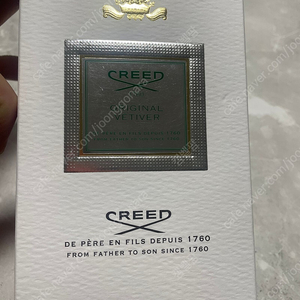 CREED
ORIGINAL
VETIVER
CREED
DE PÈRE EN FILS DEPUIS 1760
FROM FATHER TO SON SINCE 1760